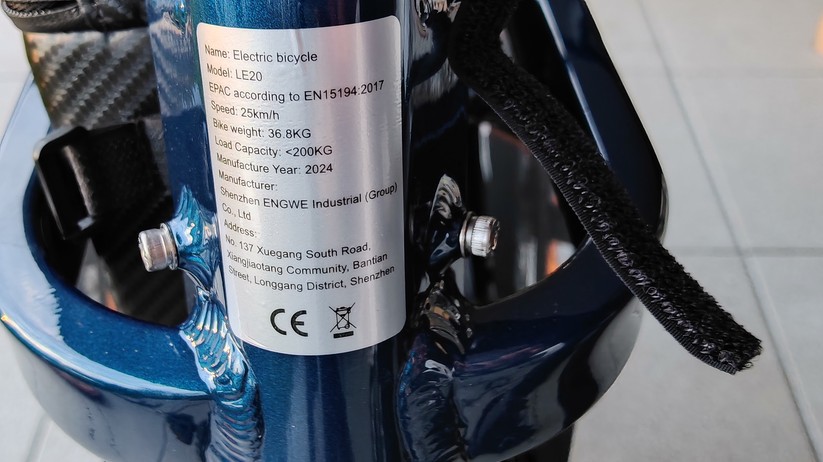 Name: Electric bicycle
Model: LE20
EPAC according to EN15194:2017
Speed: 25km/h
Bike weight: 36.8KG
Load Capacity: <200KG
Manufacture Year: 2024
Manufacturer:
Shenzhen ENGWE Industrial (Group)
Co., Ltd
Address:
No. 137 Xuegang South Road,
Xiangjiaotang Community, Bantian
Street, Longgang District, Shenzhen
CE